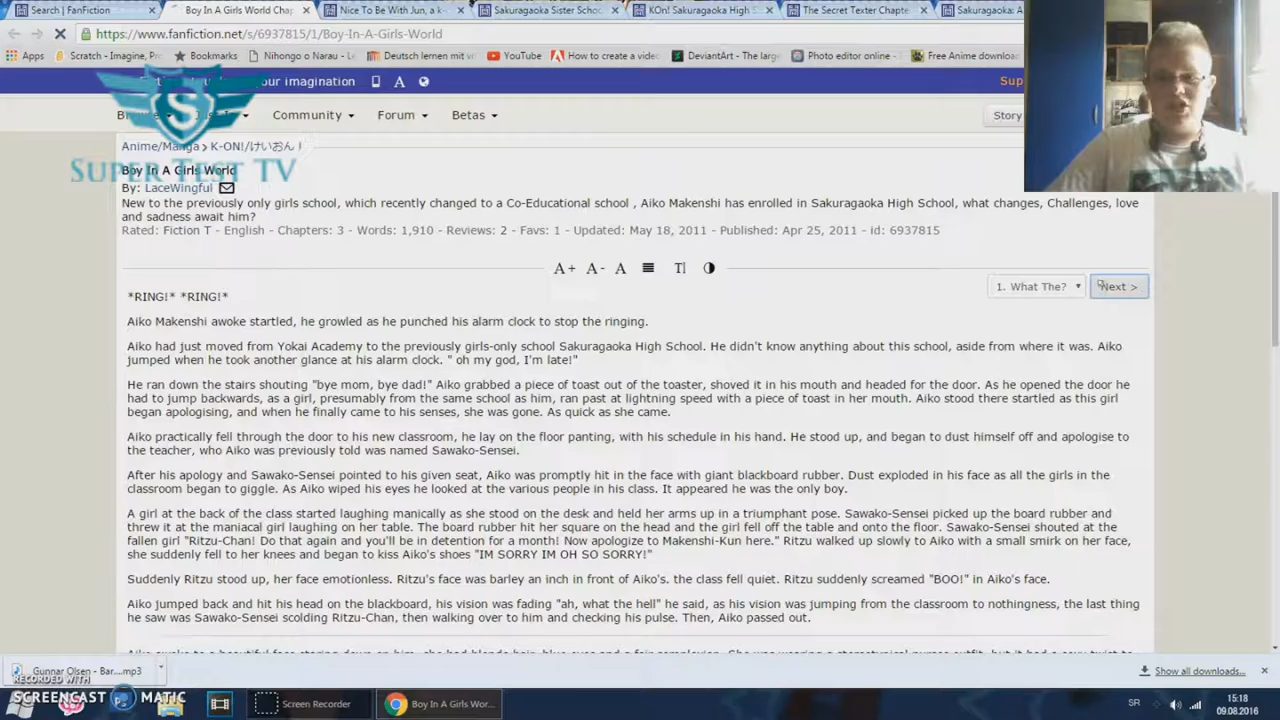 Search | FanFiction
Boy In A Girls World Chap
Nice To Be With Jun, a k
Sakuragaoka Sister Schoo
KOn! Sakuragaoka High S
The Secret Texter Chapte
Sakuragaoka: A
https://www.fanfiction.net/s/6937815/1/Boy-In-A-Girls-World
Apps
Scratch - Imagine, Pr
Bookmarks
Nihongo o Narau - L
Deutsch lernen mit v
YouTube
How to create a video
DeviantArt - The large
Photo editor online -
Free Anime downlo
your imagination
A
Sup
Community
Forum
Betas
Story
Anime/Manga > K-ON!/けいおん!
SUPER TEST TV
Boy In A Girls World
By: LaceWingful
New to the previously only girls school, which recently changed to a Co-Educational school , Aiko Makenshi has enrolled in Sakuragaoka High School, what changes, Challenges, love
and sadness await him?
Rated: Fiction T - English - Chapters: 3 - Words: 1,910 - Reviews: 2 - Favs: 1 - Updated: May 18, 2011 - Published: Apr 25, 2011 - id: 6937815
A+ A- A
1. What The?
Next >
*RING!* *RING!*
Aiko Makenshi awoke startled, he growled as he punched his alarm clock to stop the ringing.
Aiko had just moved from Yokai Academy to the previously girls-only school Sakuragaoka High School. He didn't know anything about this school, aside from where it was. Aiko
jumped when he took another glance at his alarm clock. " oh my god, I'm late!"
He ran down the stairs shouting "bye mom, bye dad!" Aiko grabbed a piece of toast out of the toaster, shoved it in his mouth and headed for the door. As he opened the door he
had to jump backwards, as a girl, presumably from the same school as him, ran past at lightning speed with a piece of toast in her mouth. Aiko stood there startled as this girl
began apologising, and when he finally came to his senses, she was gone. As quick as she came.
Aiko practically fell through the door to his new classroom, he lay on the floor panting, with his schedule in his hand. He stood up, and began to dust himself off and apologise to
the teacher, who Aiko was previously told was named Sawako-Sensei.
After his apology and Sawako-Sensei pointed to his given seat, Aiko was promptly hit in the face with giant blackboard rubber. Dust exploded in his face as all the girls in the
classroom began to giggle. As Aiko wiped his eyes he looked at the various people in his class. It appeared he was the only boy.
A girl at the back of the class started laughing manically as she stood on the desk and held her arms up in a triumphant pose. Sawako-Sensei picked up the board rubber and
threw it at the maniacal girl laughing on her table. The board rubber hit her square on the head and the girl fell off the table and onto the floor. Sawako-Sensei shouted at the
fallen girl "Ritzu-Chan! Do that again and you'll be in detention for a month! Now apologize to Makenshi-Kun here." Ritzu walked up slowly to Aiko with a small smirk on her face,
she suddenly fell to her knees and began to kiss Aiko's shoes "IM SORRY IM OH SO SORRY!"
Suddenly Ritzu stood up, her face emotionless. Ritzu's face was barley an inch in front of Aiko's. the class fell quiet. Ritzu suddenly screamed "BOO!" in Aiko's face.
Aiko jumped back and hit his head on the blackboard, his vision was fading "ah, what the hell" he said, as his vision was jumping from the classroom to nothingness, the last thing
he saw was Sawako-Sensei scolding Ritzu-Chan, then walking over to him and checking his pulse. Then, Aiko passed out.
Gunnar Olsen - Bar....mp3
Show all downloads...
RECORDED WITH
SCREENCAST MATIC
Screen Recorder
Boy In A Girls Wor...
SR
15:18
09.08.2016